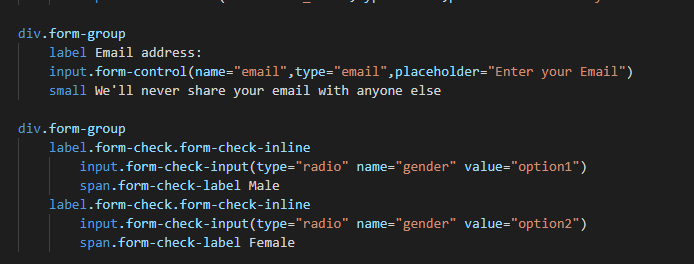 div.form-group
label Email address:
input.form-control(name="email",type="email",placeholder="Enter your Email")
small We'll never share your email with anyone else
div.form-group
label.form-check.form-check-inline
input.form-check-input(type="radio" name="gender" value="option1")
span.form-check-label Male
label.form-check.form-check-inline
input.form-check-input(type="radio" name="gender" value="option2")
span.form-check-label Female